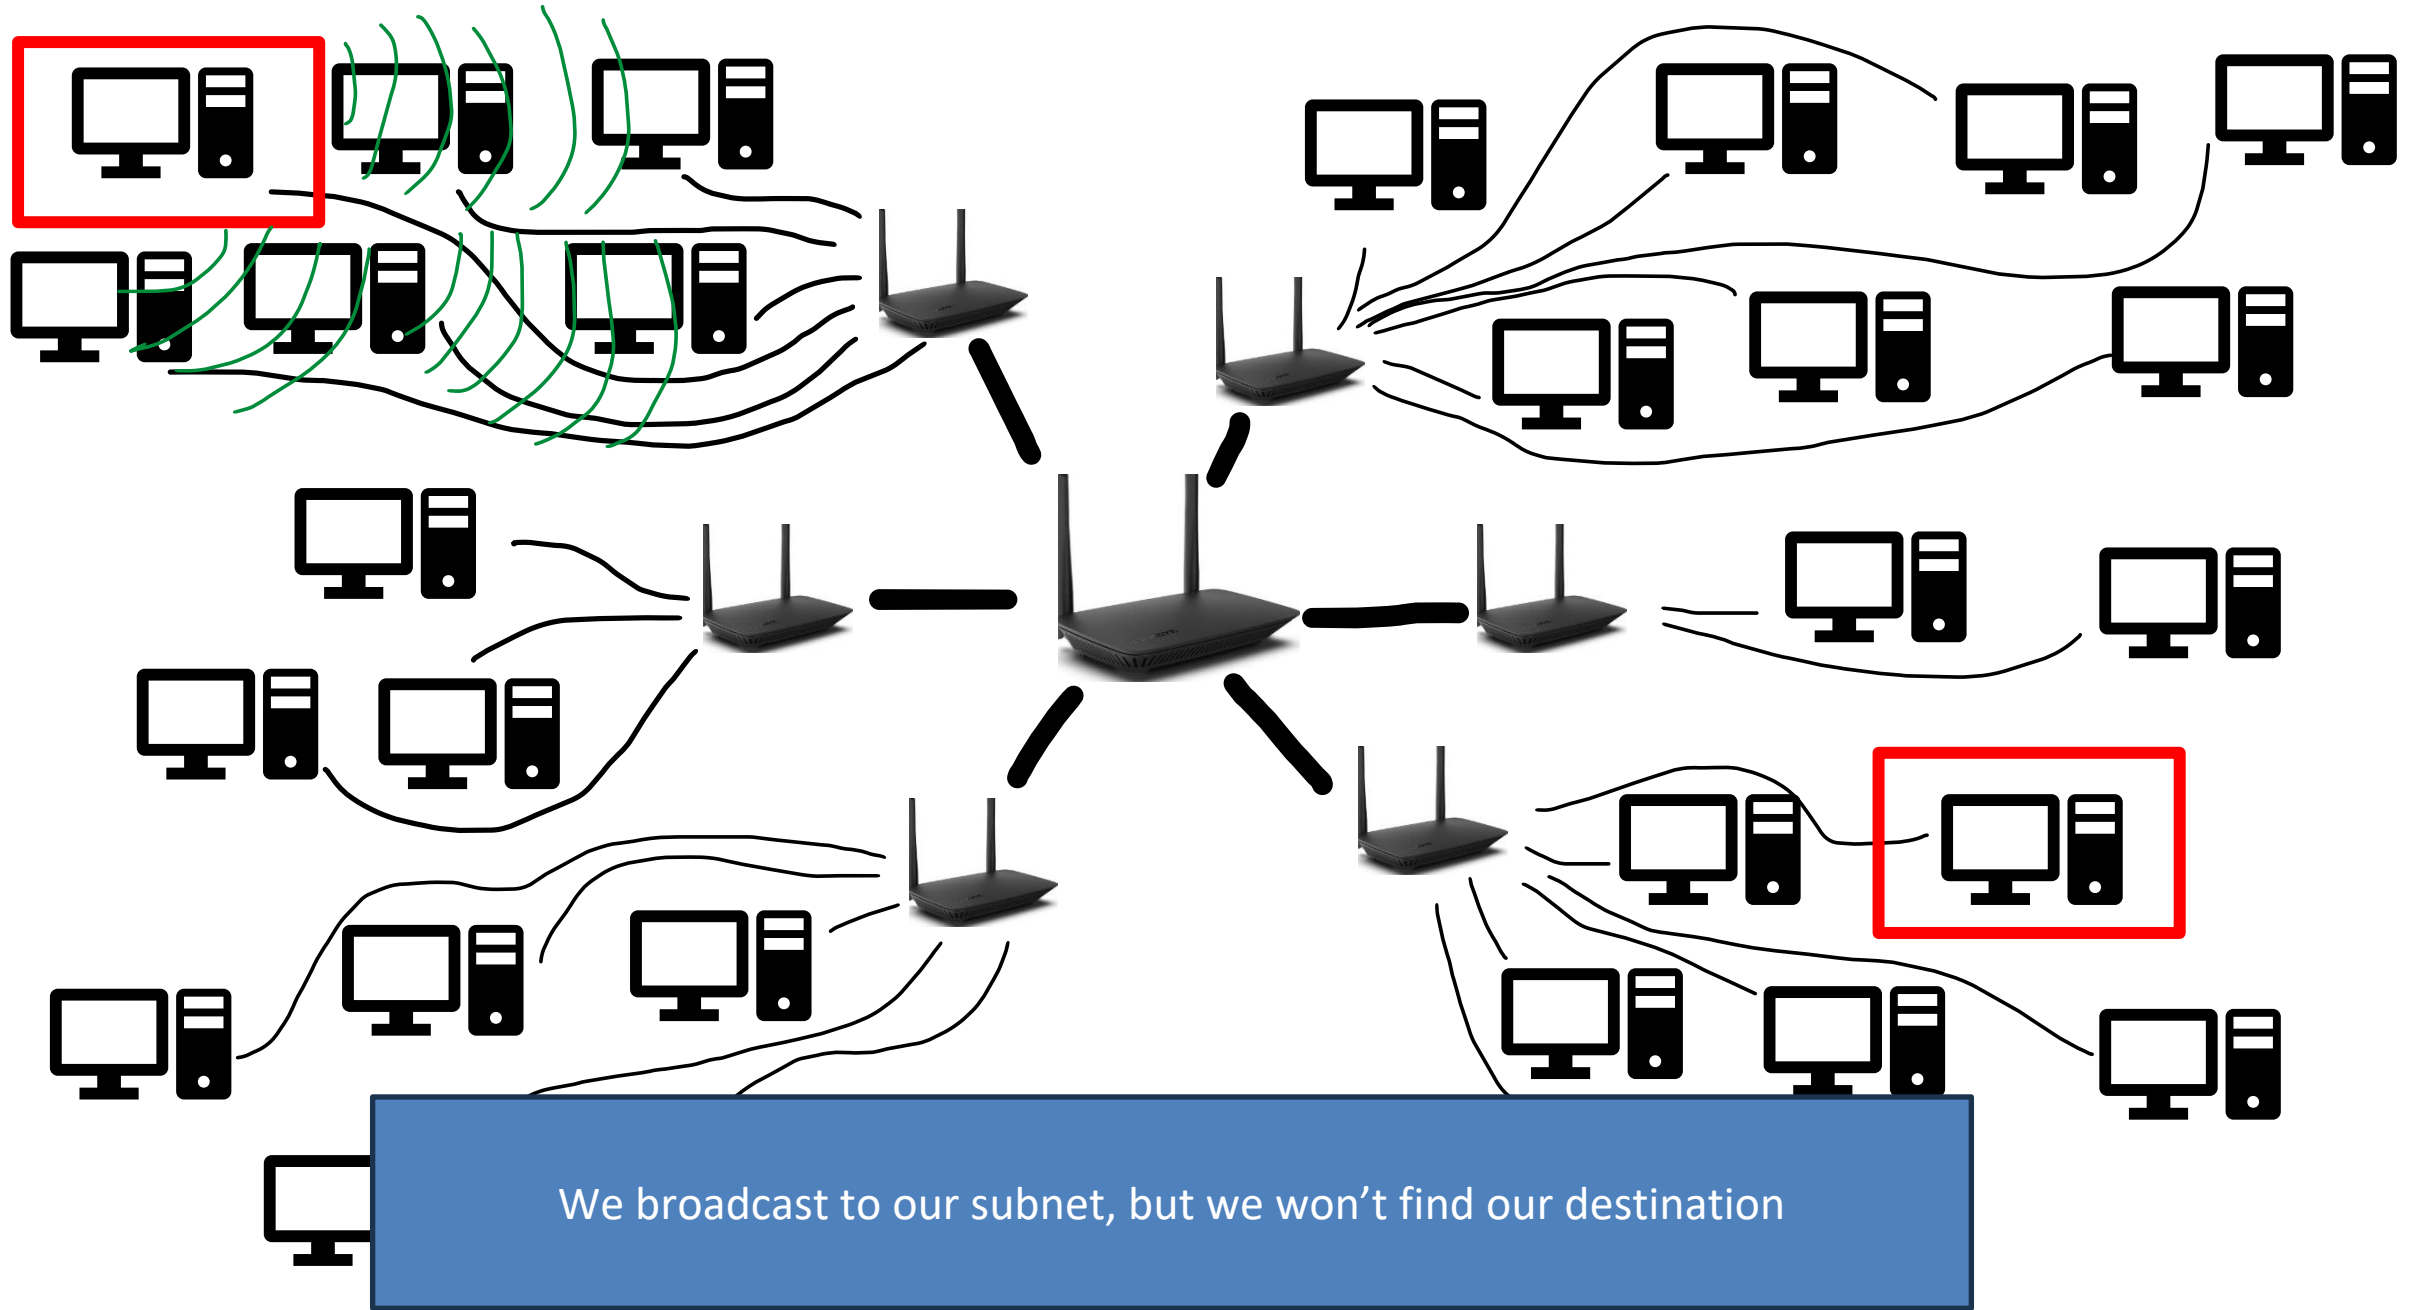 We broadcast to our subnet, but we won’t find our destination